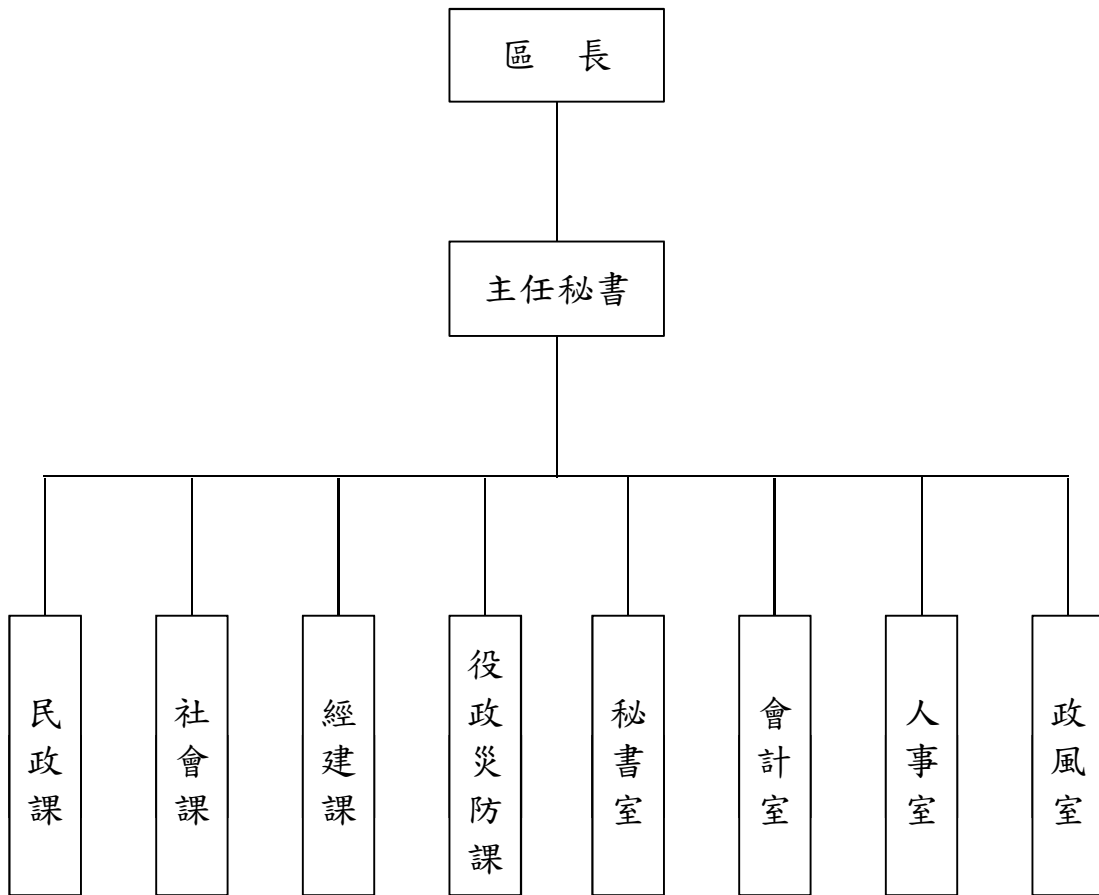 區　長
主任秘書
民政課
社會課
經建課
役政災防課
秘書室
會計室
人事室
政風室